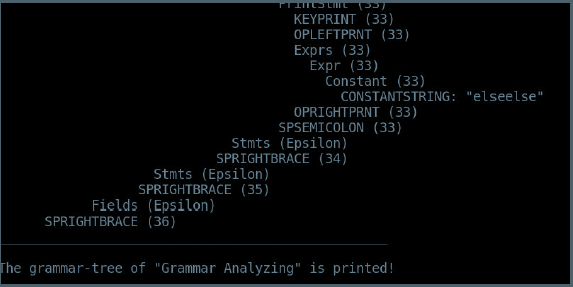 PrintStmt (33)
KEYPRINT (33)
OPLEFTPRNT (33)
Exprs (33)
Expr (33)
Constant (33)
CONSTANTSTRING: "elseelse"
OPRIGHTPRNT (33)
SPSEMICOLON (33)
Stmts (Epsilon)
SPRIGHTBRACE (34)
Stmts (Epsilon)
SPRIGHTBRACE (35)
Fields (Epsilon)
SPRIGHTBRACE (36)
The grammar-tree of "Grammar Analyzing" is printed!